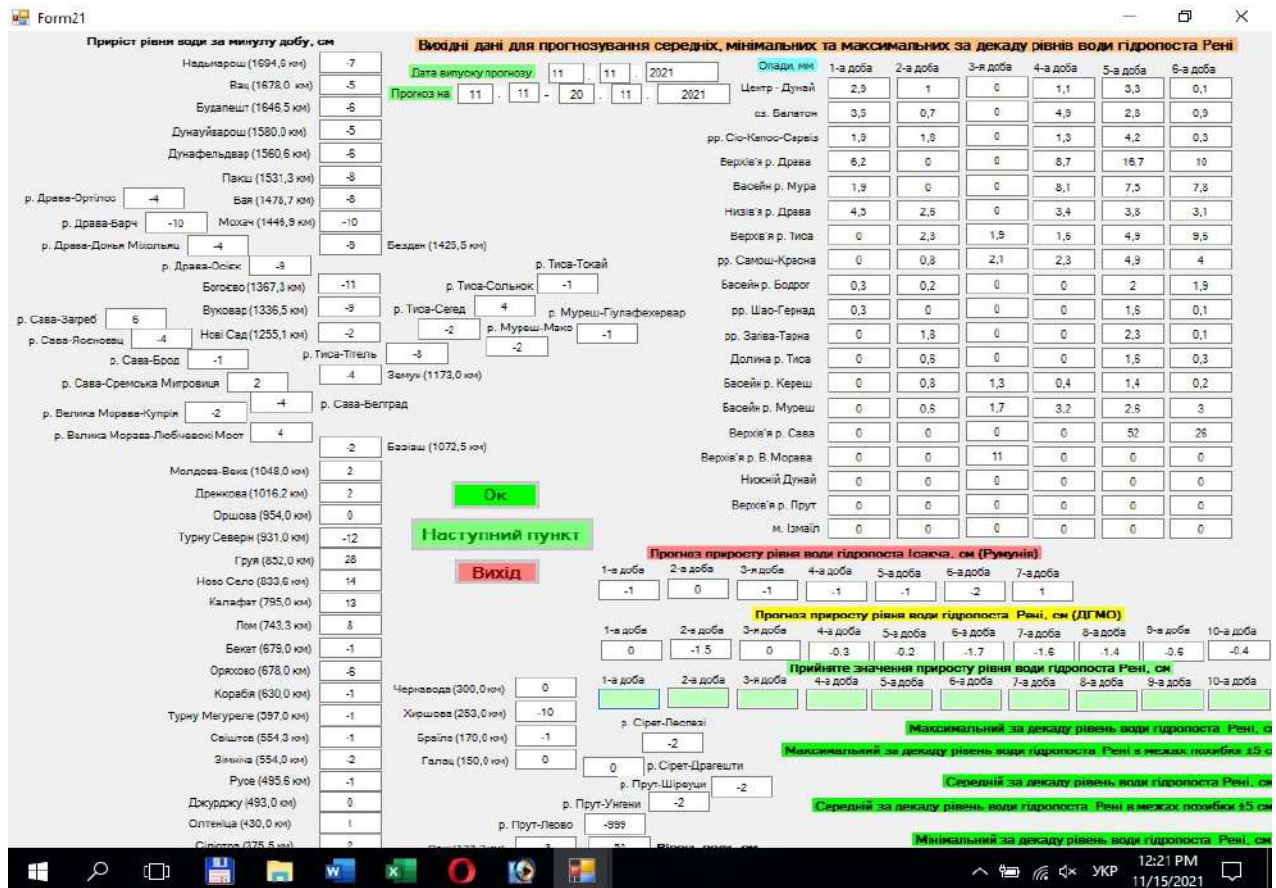 Form21
Приріст рівня води за минулу добу, см
Вихідні дані для прогнозування середніх, мінімальних та максимальних за декаду рівнів води гідропоста Рені
Дата випуску прогнозу 11 . 11 . 2021
Прогноз на 11 . 11 - 20 . 11 . 2021
Надьмарош (1694,6 км) -7
Вац (1678,0 км) -5
Будапешт (1646,5 км) -6
Дунауйварош (1580,0 км) -5
Дунафельдвар (1560,6 км) -6
Пакш (1531,3 км) -8
р. Драва-Ортілос -4 Бая (1478,7 км) -8
р. Драва-Барч -10 Мохач (1446,9 км) -10
р. Драва-Донья Міхольяц -4 -9 Бездан (1425,5 км)
р. Драва-Осієк -9
Богоєво (1367,3 км) -11
Вуковар (1336,5 км) -9
р. Сава-Загреб 6
Нові Сад (1255,1 км) -2
р. Сава-Ясеновац -4
р. Сава-Брод -1
р. Тиса-Токай -1
р. Тиса-Сольнок 4
р. Тиса-Сегед -2
р. Муреш-Гіулафехервар -1
р. Муреш-Мако -2
р. Тиса-Тітель -8
-4 Земун (1173,0 км)
р. Сава-Сремська Митровиця 2
-4 р. Сава-Белград
р. Велика Морава-Купрія -2
р. Велика Морава-Любічевскі Мост 4
-2 Базіаш (1072,5 км)
Молдова-Веке (1048,0 км) 2
Дренкова (1016,2 км) 2
Оршова (954,0 км) 0
Турну Северін (931,0 км) -12
Груя (852,0 км) 28
Ново Село (833,6 км) 14
Калафат (795,0 км) 13
Лом (743,3 км) 8
Бекет (679,0 км) -1
Оряхово (678,0 км) -6
Корабія (630,0 км) -1
Турну Мегуреле (597,0 км) -1
Свіштов (554,3 км) -1
Зімніча (554,0 км) -2
Русе (495,6 км) -1
Джурджу (493,0 км) 0
Олтеніца (430,0 км) 1
Сілістра (375,5 км) 2
Ок
Наступний пункт
Вихід
Чернавода (300,0 км) 0
Хиршова (253,0 км) -10
Браїла (170,0 км) -1
Галац (150,0 км) 0
р. Сірет-Леспезі -2
0 р. Сірет-Драгешти
р. Прут-Шіреуци -2
р. Прут-Унгени -2
р. Прут-Леово -999
Опади, мм 1-а доба 2-а доба 3-я доба 4-а доба 5-а доба 6-а доба
Центр - Дунай 2,9 1 0 1,1 3,3 0,1
оз. Балатон 3,5 0,7 0 4,9 2,8 0,9
рр. Сіо-Капос-Сарвіз 1,9 1,8 0 1,3 4,2 0,3
Верхів'я р. Драва 6,2 0 0 8,7 16,7 10
Басейн р. Мура 1,9 0 0 8,1 7,5 7,8
Низів'я р. Драва 4,5 2,6 0 3,4 3,8 3,1
Верхів'я р. Тиса 0 2,3 1,9 1,6 4,9 9,6
рр. Самош-Красна 0 0,8 2,1 2,3 4,9 4
Басейн р. Бодрог 0,3 0,2 0 0 2 1,9
рр. Шао-Гернад 0,3 0 0 0 1,6 0,1
рр. Загіва-Тарна 0 1,8 0 0 2,3 0,1
Долина р. Тиса 0 0,6 0 0 1,6 0,3
Басейн р. Кереш 0 0,8 1,3 0,4 1,4 0,2
Басейн р. Муреш 0 0,6 1,7 3,2 2,6 3
Верхів'я р. Сава 0 0 0 0 52 26
Верхів'я р. В.Морава 0 0 11 0 0 0
Нижній Дунай 0 0 0 0 0 0
Верхів'я р. Прут 0 0 0 0 0 0
м. Ізмаїл 0 0 0 0 0 0
Прогноз приросту рівня води гідропоста Ісакча, см (Румунія)
1-а доба 2-а доба 3-я доба 4-а доба 5-а доба 6-а доба 7-а доба
-1 0 -1 -1 -1 -2 1
Прогноз приросту рівня води гідропоста Рені, см (ДГМО)
1-а доба 2-а доба 3-я доба 4-а доба 5-а доба 6-а доба 7-а доба 8-а доба 9-а доба 10-а доба
0 -1.5 0 -0.3 -0.2 -1.7 -1.6 -1.4 -0.6 -0.4
Прийняте значення приросту рівня води гідропоста Рені, см
1-а доба 2-а доба 3-я доба 4-а доба 5-а доба 6-а доба 7-а доба 8-а доба 9-а доба 10-а доба
Максимальний за декаду рівень води гідропоста Рені, с
Максимальний за декаду рівень води гідропоста Рені в межах похибки ±5 с
Середній за декаду рівень води гідропоста Рені, см
Середній за декаду рівень води гідропоста Рені в межах похибки ±5 см
Мінімальний за декаду рівень води гідропоста Рені, см
УКР
12:21 PM
11/15/2021